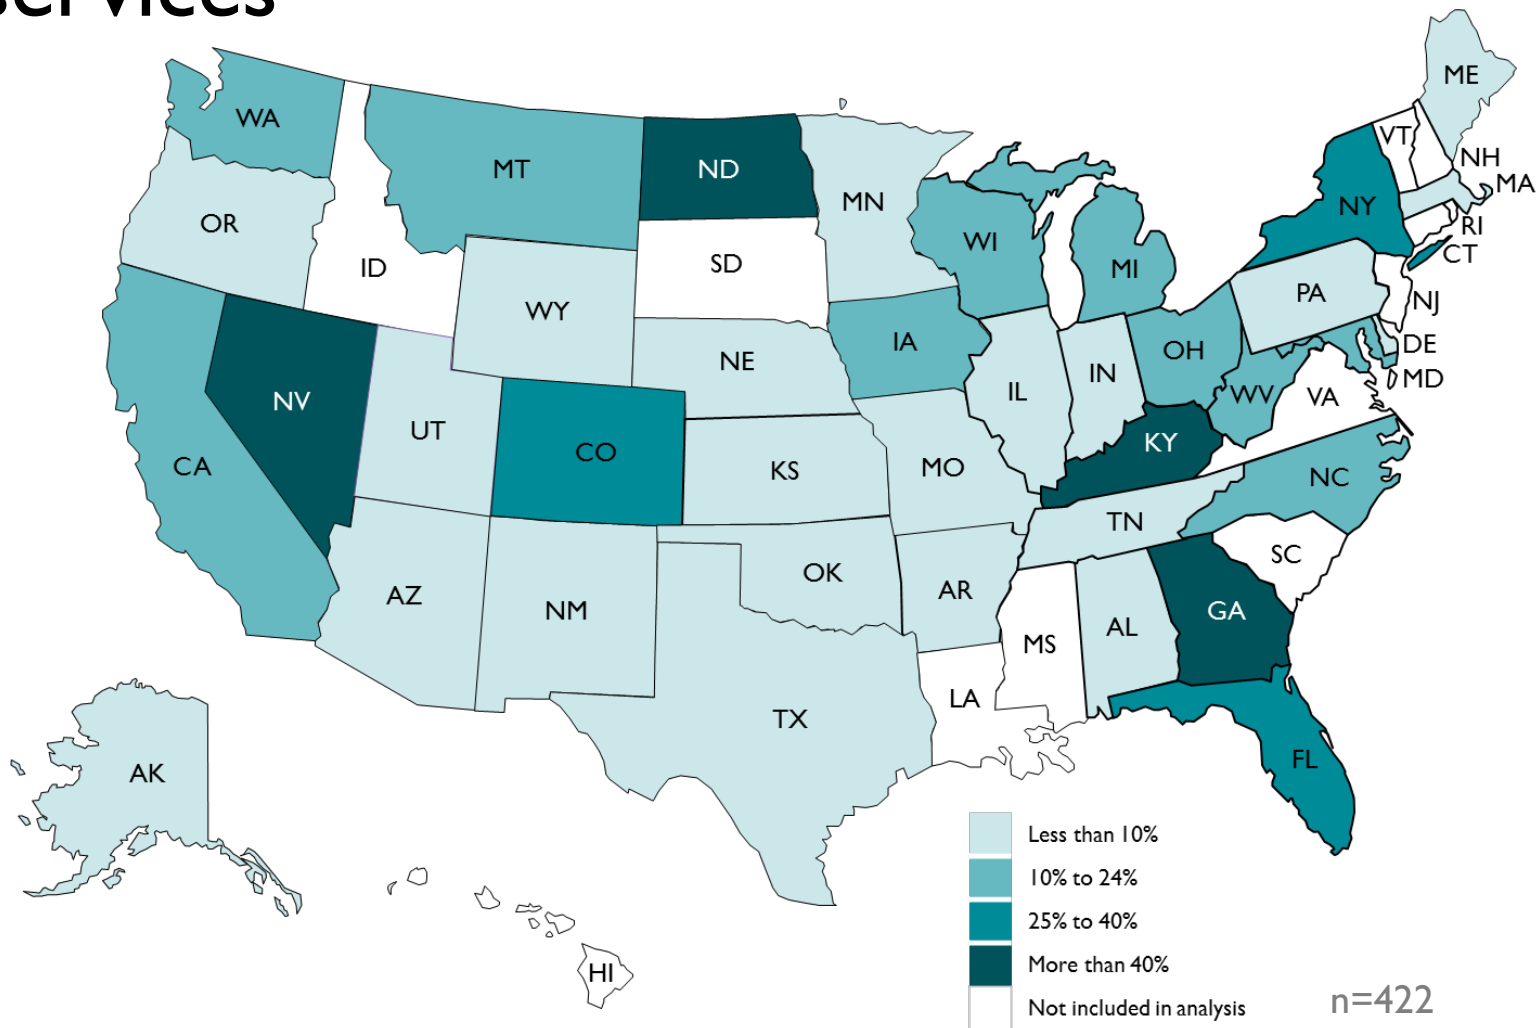 services
ME
WA
VT
NH
MT
ND
MA
MN
NY
OR
RI
WI
CT
ID
SD
MI
PA
NJ
WY
IA
OH
DE
NE
MD
IN
IL
WV
VA
NV
UT
KY
CO
CA
KS
MO
NC
TN
SC
OK
AR
AZ
NM
GA
AL
MS
LA
TX
FL
AK
HI
Less than 10%
10% to 24%
25% to 40%
More than 40%
Not included in analysis
n=422